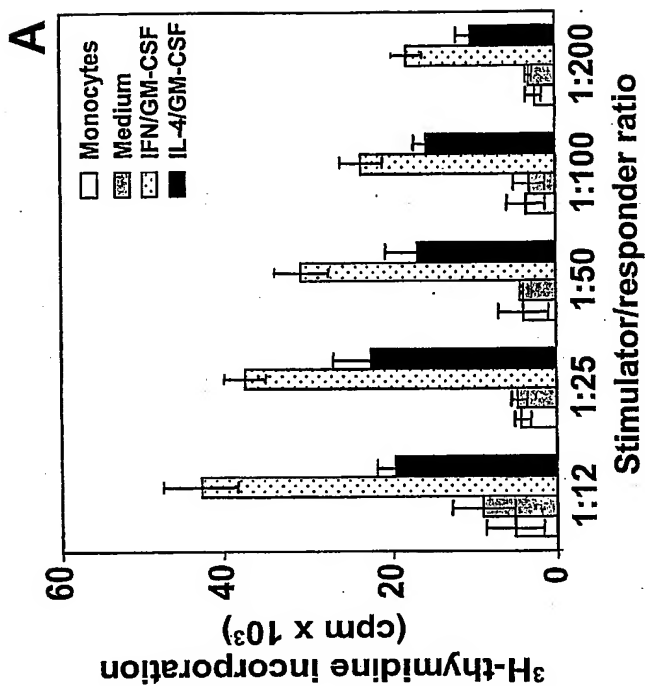 A
Monocytes
Medium
IFN/GM-CSF
IL-4/GM-CSF
³H-thymidine incorporation
(cpm x 10³)
60
40
20
0
1:12 1:25 1:50 1:100 1:200
Stimulator/responder ratio